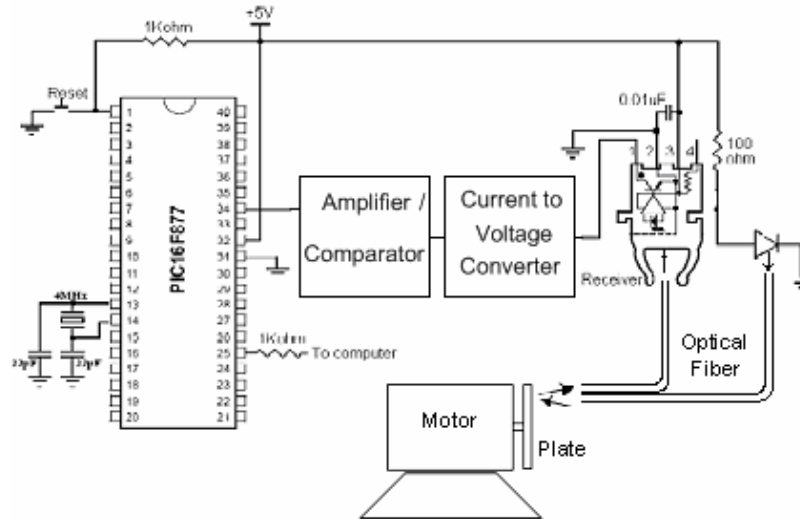 +5V
1Kohm
Reset
0.01uF
100
ohm
1 2 3 4
1
2
3
4
5
6
7
8
9
10
11
12
13
14
15
16
17
18
19
20
PIC16F877
40
39
38
37
36
35
34
33
32
31
30
29
28
27
25
24
23
22
21
Amplifier /
Comparator
Current to
Voltage
Converter
Receiver
4MHz
22pF
22pF
1Kohm
To computer
Optical
Fiber
Motor
Plate